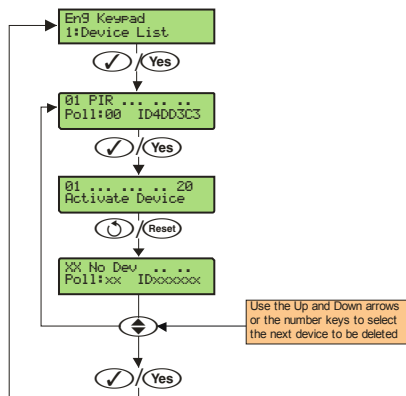 Eng Keypad
1:Device List
Yes
01 PIR ... .. ..
Poll:00 ID4DD3C3
Yes
01 ... ... .. 20
Activate Device
Reset
XX No Dev .. ..
Poll:xx IDxxxxxx
Use the Up and Down arrows
or the number keys to select
the next device to be deleted
Yes